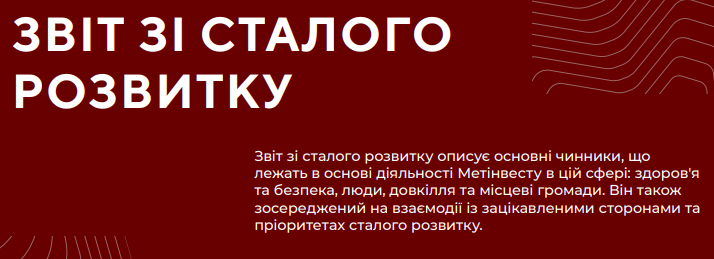 ЗВІТ ЗІ СТАЛОГО
РОЗВИТКУ
Звіт зі сталого розвитку описує основні чинники, що
лежать в основі діяльності Метінвесту в цій сфері: здоров'я
та безпека, люди, довкілля та місцеві громади. Він також
зосереджений на взаємодії із зацікавленими сторонами та
пріоритетах сталого розвитку.